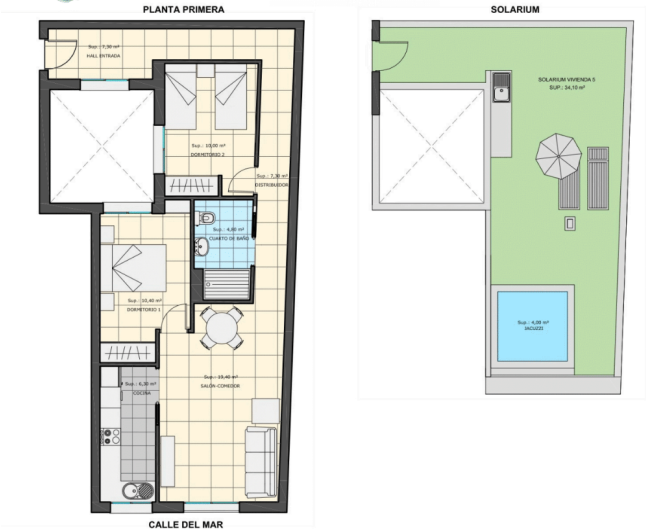 PLANTA PRIMERA
SOLARIUM
Sup.: 7,30 m²
HALL ENTRADA
SOLARIUM VIVIENDA 5
SUP.: 34,10 m²
Sup.: 10,00 m²
DORMITORIO 2
Sup.: 7,30 m²
DISTRIBUIDOR
Sup.: 4,00 m²
CUARTO DE BAÑO
Sup.: 10,40 m²
DORMITORIO 1
Sup.: 4,00 m²
JACUZZI
Sup.: 6,30 m²
COCINA
Sup.: 19,40 m²
SALÓN-COMEDOR
CALLE DEL MAR